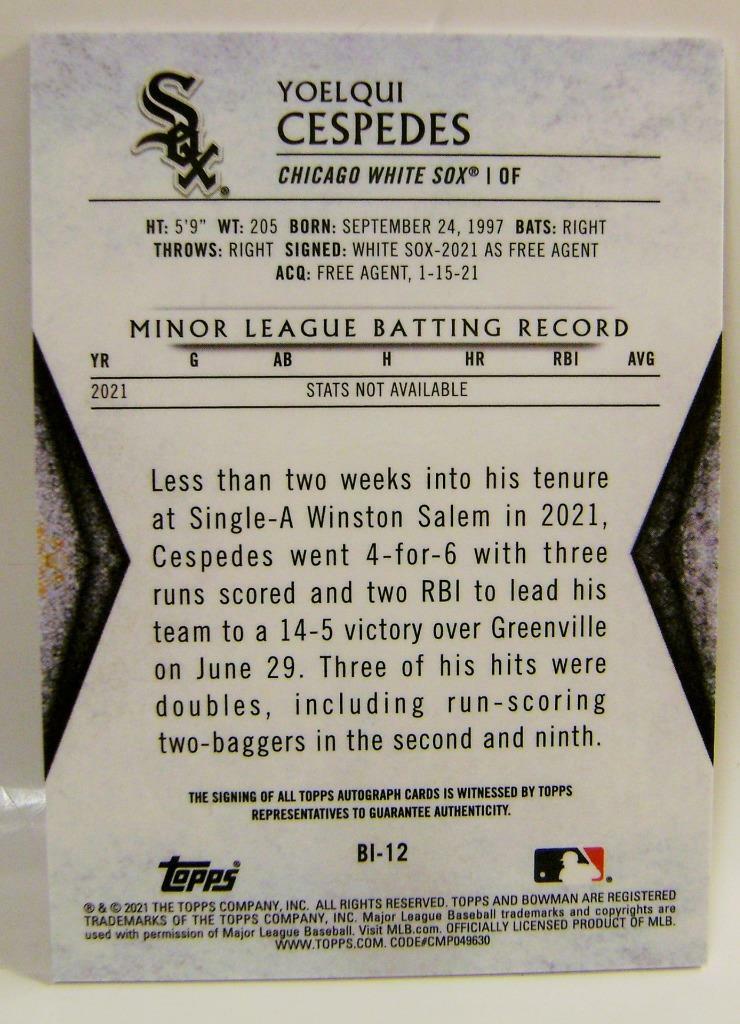 Sox
YOELQUI
CESPEDES
CHICAGO WHITE SOX® | OF
HT: 5'9" WT: 205 BORN: SEPTEMBER 24, 1997 BATS: RIGHT
THROWS: RIGHT SIGNED: WHITE SOX-2021 AS FREE AGENT
ACQ: FREE AGENT, 1-15-21
MINOR LEAGUE BATTING RECORD
YR G AB H HR RBI AVG
2021 STATS NOT AVAILABLE
Less than two weeks into his tenure
at Single-A Winston Salem in 2021,
Cespedes went 4-for-6 with three
runs scored and two RBI to lead his
team to a 14-5 victory over Greenville
on June 29. Three of his hits were
doubles, including run-scoring
two-baggers in the second and ninth.
THE SIGNING OF ALL TOPPS AUTOGRAPH CARDS IS WITNESSED BY TOPPS
REPRESENTATIVES TO GUARANTEE AUTHENTICITY.
BI-12
Topps®
® & © 2021 THE TOPPS COMPANY, INC. ALL RIGHTS RESERVED. TOPPS AND BOWMAN ARE REGISTERED
TRADEMARKS OF THE TOPPS COMPANY, INC. Major League Baseball trademarks and copyrights are
used with permission of Major League Baseball. Visit MLB.com. OFFICIALLY LICENSED PRODUCT OF MLB.
WWW.TOPPS.COM. CODE#CMP049630